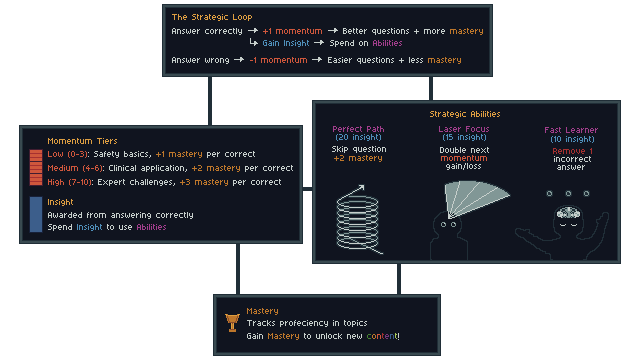 The Strategic Loop
Answer correctly → +1 momentum → Better questions + more mastery
↳ Gain Insight → Spend on Abilities
Answer wrong → -1 momentum → Easier questions + less mastery
Momentum Tiers
Low (0-3): Safety basics, +1 mastery per correct
Medium (4-6): Clinical application, +2 mastery per correct
High (7-10): Expert challenges, +3 mastery per correct
Insight
Awarded from answering correctly
Spend Insight to use Abilities
Strategic Abilities
Perfect Path
(20 insight)
Skip question
+2 mastery
Laser Focus
(15 insight)
Double next
momentum
gain/loss
Fast Learner
(10 insight)
Remove 1
incorrect
answer
Mastery
Tracks profeciency in topics
Gain Mastery to unlock new content!